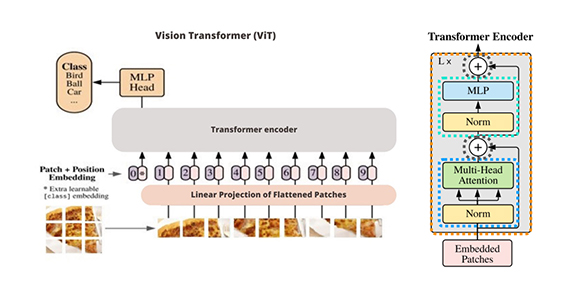 Vision Transformer (ViT)
Class
Bird
Ball
Car
...
MLP
Head
Transformer encoder
Patch + Position
Embedding
* Extra learnable
[class] embedding
0 * 1 2 3 4 5 6 7 8 9
Linear Projection of Flattened Patches
Transformer Encoder
L x
+
MLP
Norm
+
Multi-Head
Attention
Norm
Embedded
Patches